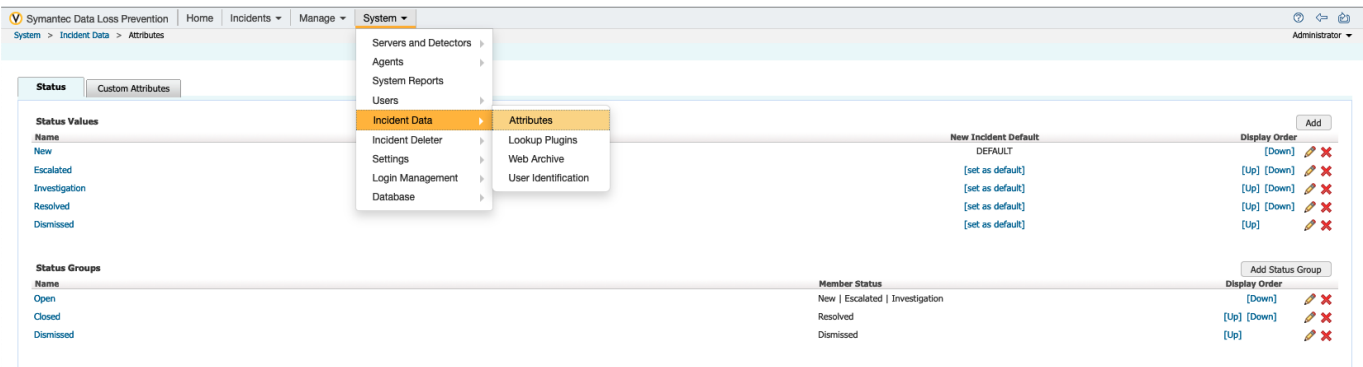 Symantec Data Loss Prevention Home Incidents Manage System
System > Incident Data > Attributes Administrator
Servers and Detectors
Agents
System Reports
Users
Incident Data
Incident Deleter
Settings
Login Management
Database
Attributes
Lookup Plugins
Web Archive
User Identification
Status Custom Attributes
Status Values Add
Name New Incident Default Display Order
New DEFAULT [Down]
Escalated [set as default] [Up] [Down]
Investigation [set as default] [Up] [Down]
Resolved [set as default] [Up] [Down]
Dismissed [set as default] [Up]
Status Groups Add Status Group
Name Member Status Display Order
Open New | Escalated | Investigation [Down]
Closed Resolved [Up] [Down]
Dismissed Dismissed [Up]